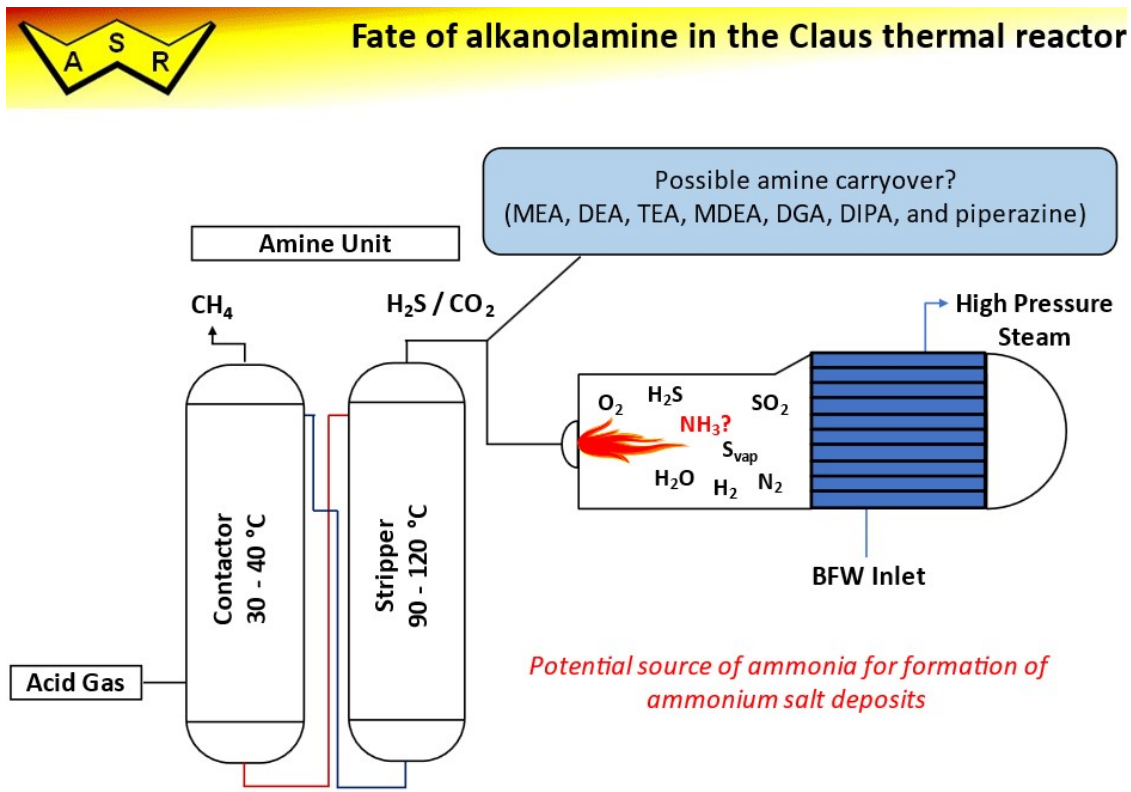 A S R
Fate of alkanolamine in the Claus thermal reactor
Possible amine carryover?
(MEA, DEA, TEA, MDEA, DGA, DIPA, and piperazine)
Amine Unit
CH₄
H₂S / CO₂
High Pressure
Steam
O₂
H₂S
SO₂
NH₃?
Sᵥₐₚ
H₂O
H₂
N₂
Contactor
30 - 40 °C
Stripper
90 - 120 °C
BFW Inlet
Acid Gas
Potential source of ammonia for formation of
ammonium salt deposits